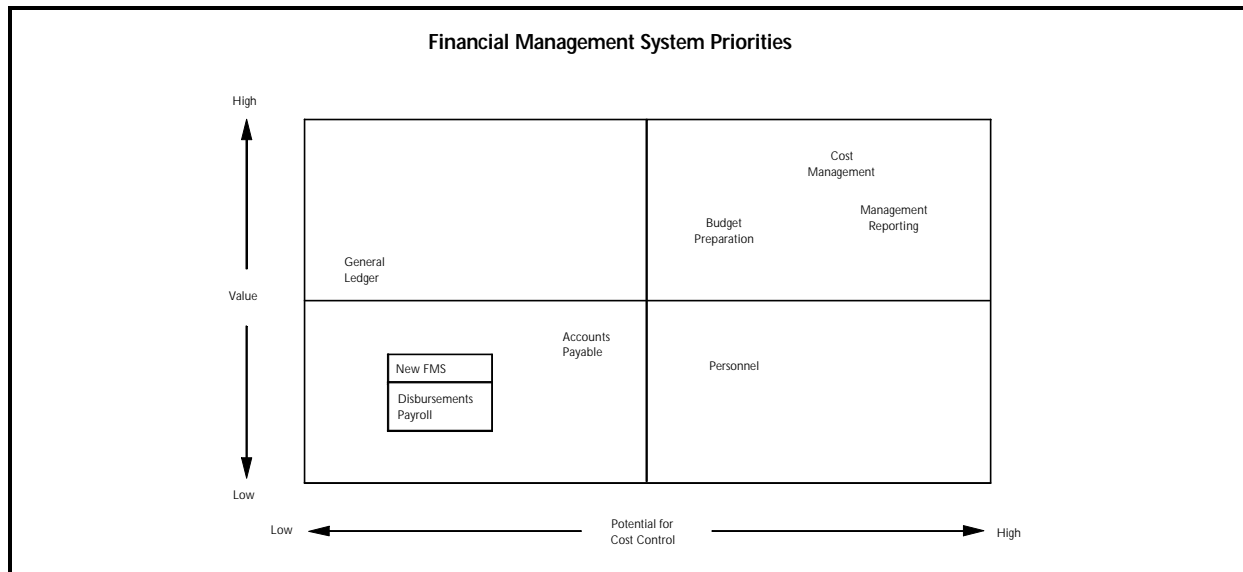 Financial Management System Priorities
High
Cost
Management
Management
Reporting
Budget
Preparation
General
Ledger
Value
Accounts
Payable
New FMS
Personnel
Disbursements
Payroll
Low
Low
Potential for
Cost Control
High